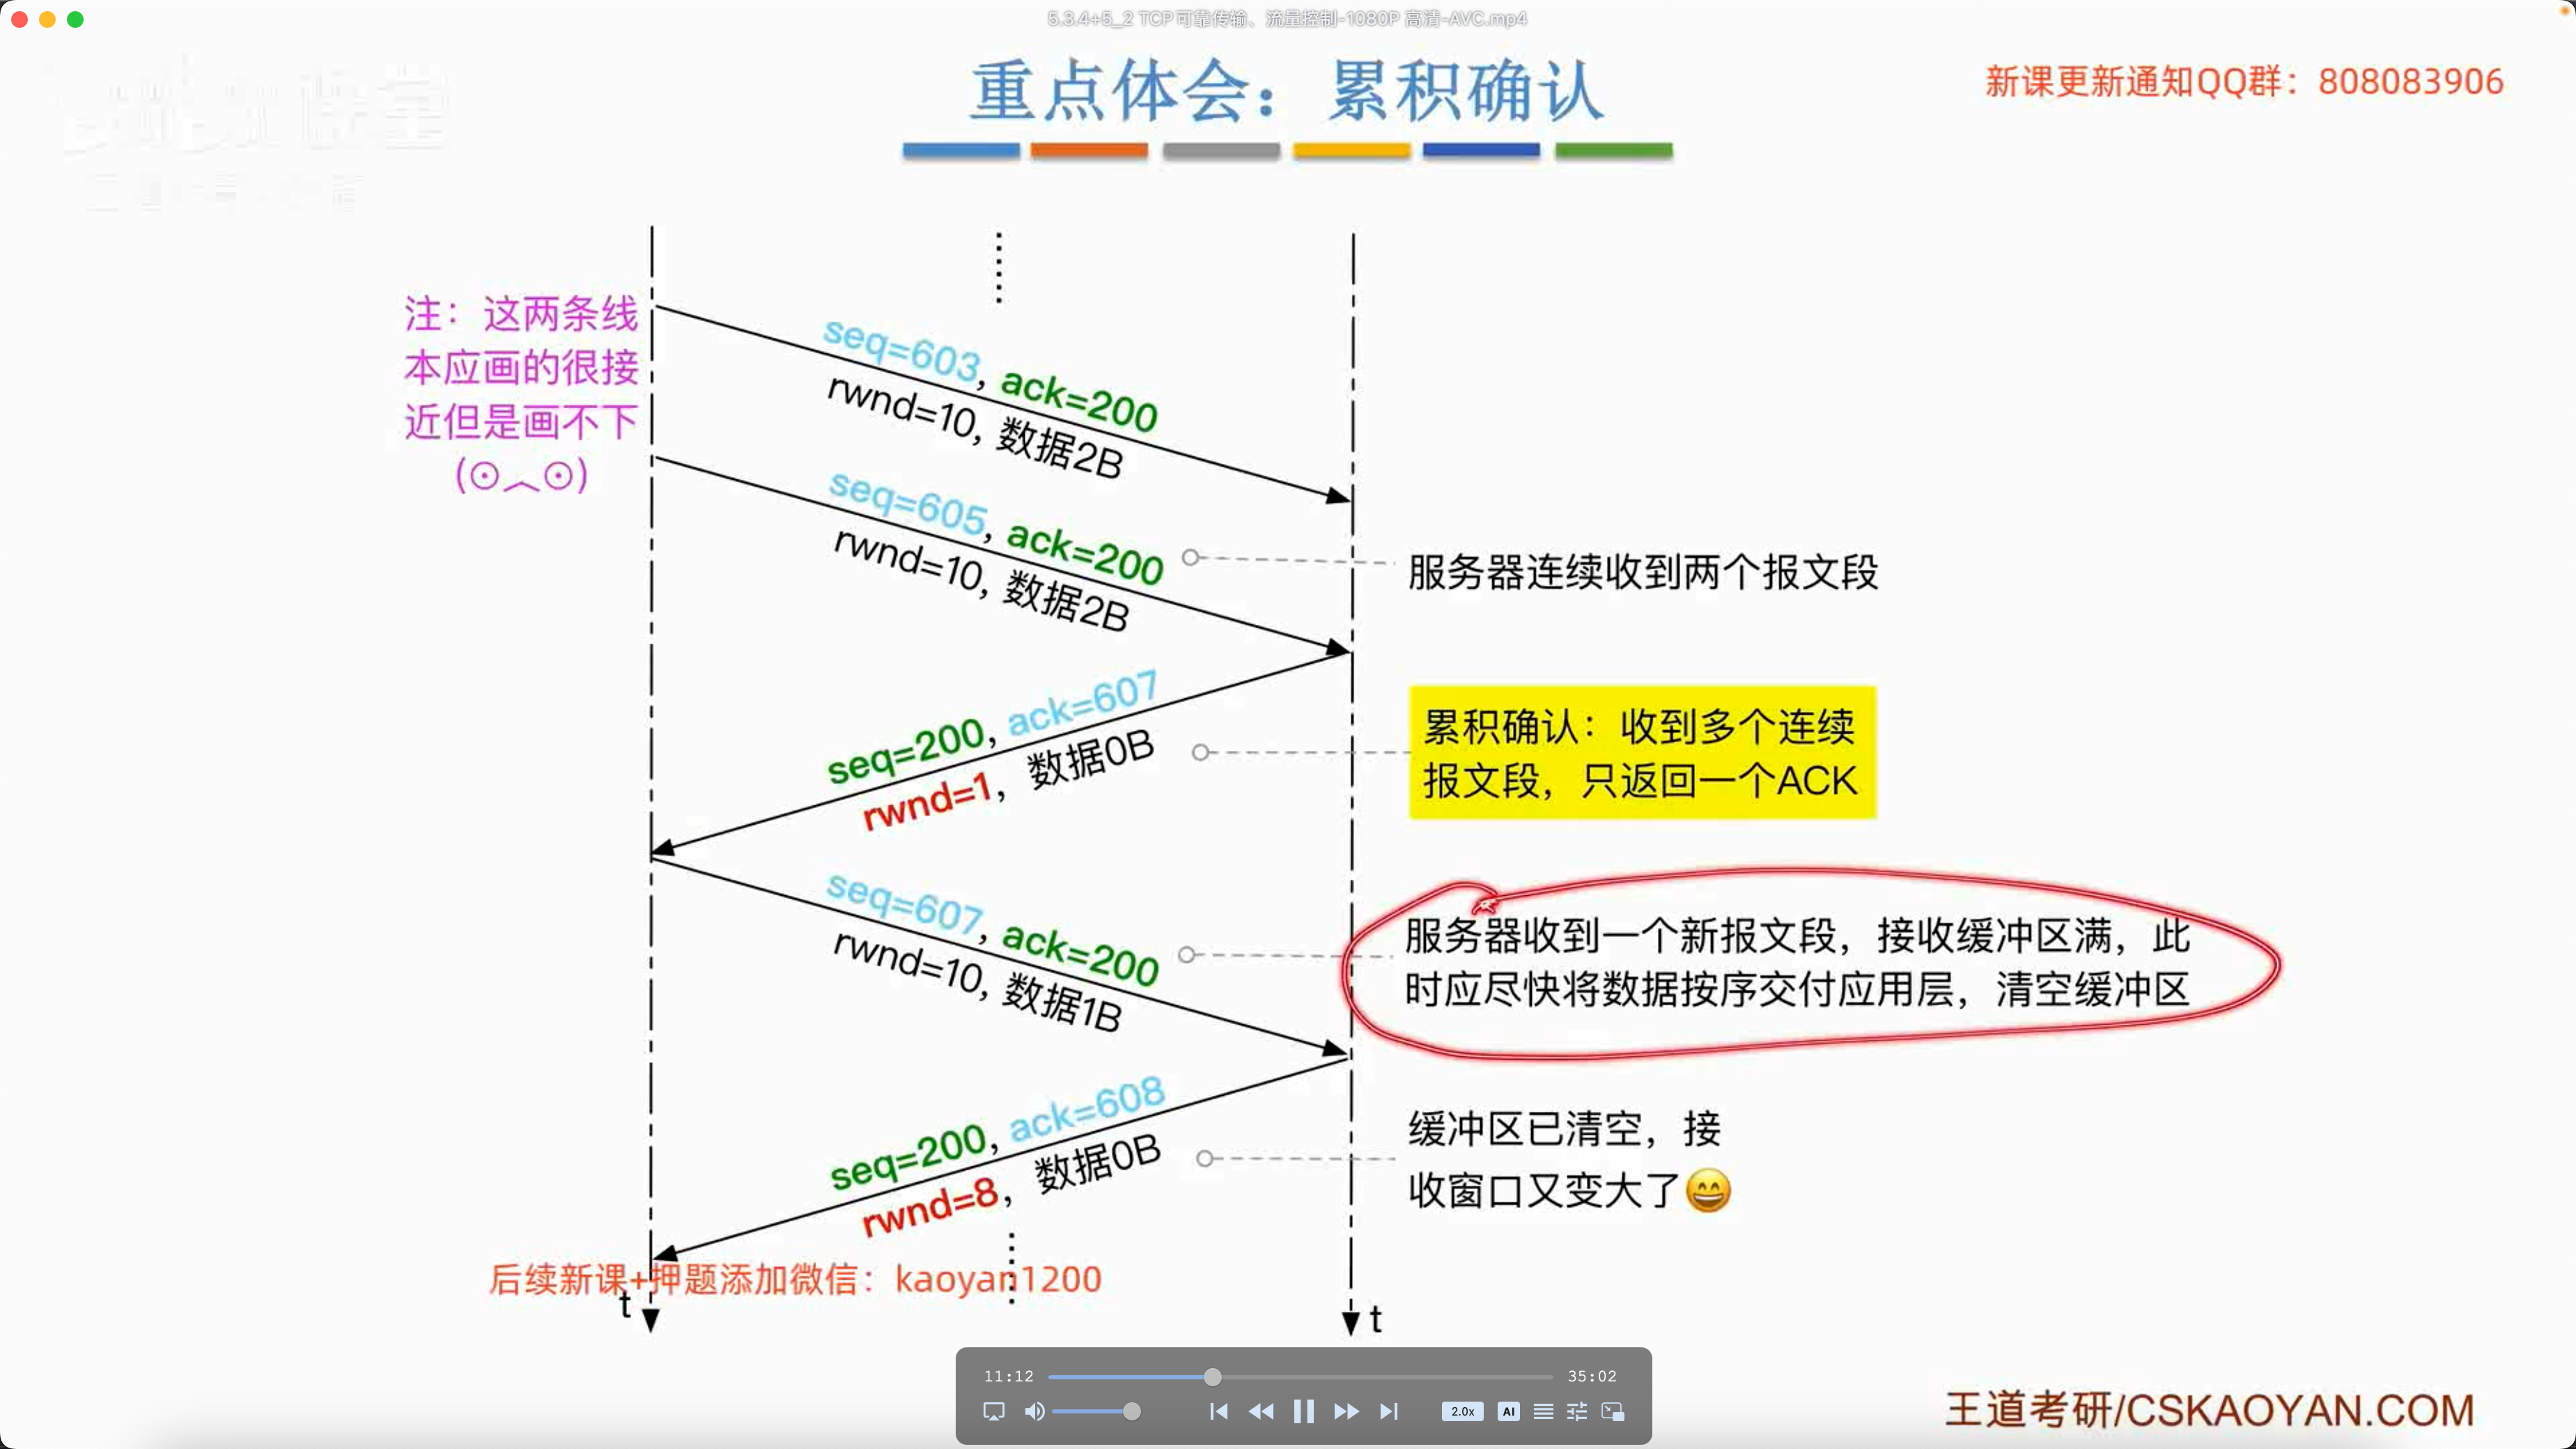 5.3.4+5_2 TCP可靠传输、流量控制-1080P 高清-AVC.mp4
重点体会：累积确认
新课更新通知QQ群：808083906
注：这两条线
本应画的很接
近但是画不下
(⊙︿⊙)
seq=603, ack=200
rwnd=10, 数据2B
seq=605, ack=200
rwnd=10, 数据2B
服务器连续收到两个报文段
seq=200, ack=607
rwnd=1, 数据0B
累积确认：收到多个连续
报文段，只返回一个ACK
seq=607, ack=200
rwnd=10, 数据1B
服务器收到一个新报文段，接收缓冲区满，此
时应尽快将数据按序交付应用层，清空缓冲区
seq=200, ack=608
rwnd=8, 数据0B
缓冲区已清空，接
收窗口又变大了😄
后续新课+押题添加微信：kaoyan1200
t
t
11:12
35:02
2.0x
AI
王道考研/CSKAOYAN.COM